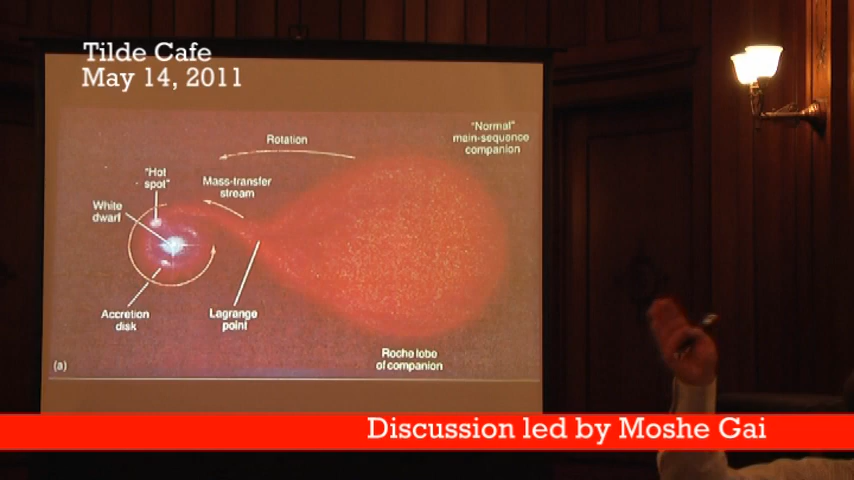 Tilde Cafe
May 14, 2011
"Normal"
main-sequence
companion
Rotation
"Hot
spot"
Mass-transfer
stream
White
dwarf
Accretion
disk
Lagrange
point
Roche lobe
of companion
(a)
Discussion led by Moshe Gai